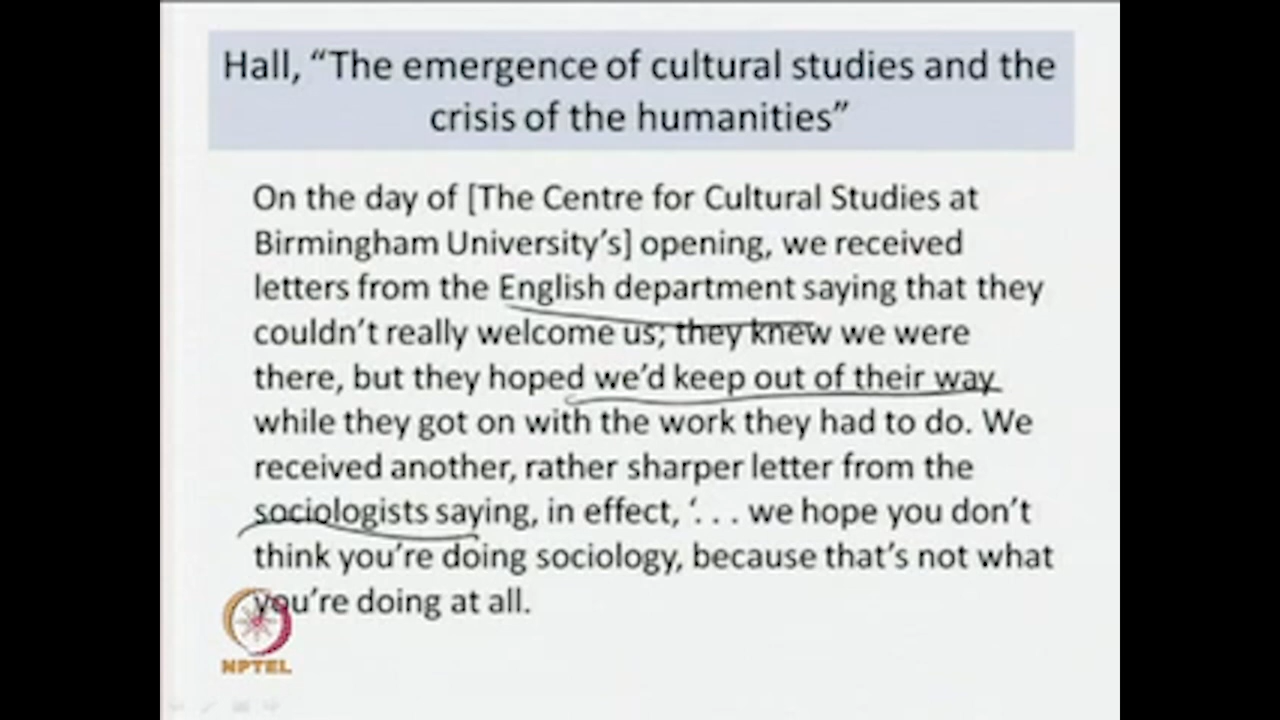 Hall, “The emergence of cultural studies and the
crisis of the humanities”
On the day of [The Centre for Cultural Studies at
Birmingham University’s] opening, we received
letters from the English department saying that they
couldn’t really welcome us; they knew we were
there, but they hoped we’d keep out of their way
while they got on with the work they had to do. We
received another, rather sharper letter from the
sociologists saying, in effect, ‘. . . we hope you don’t
think you’re doing sociology, because that’s not what
you’re doing at all.
NPTEL